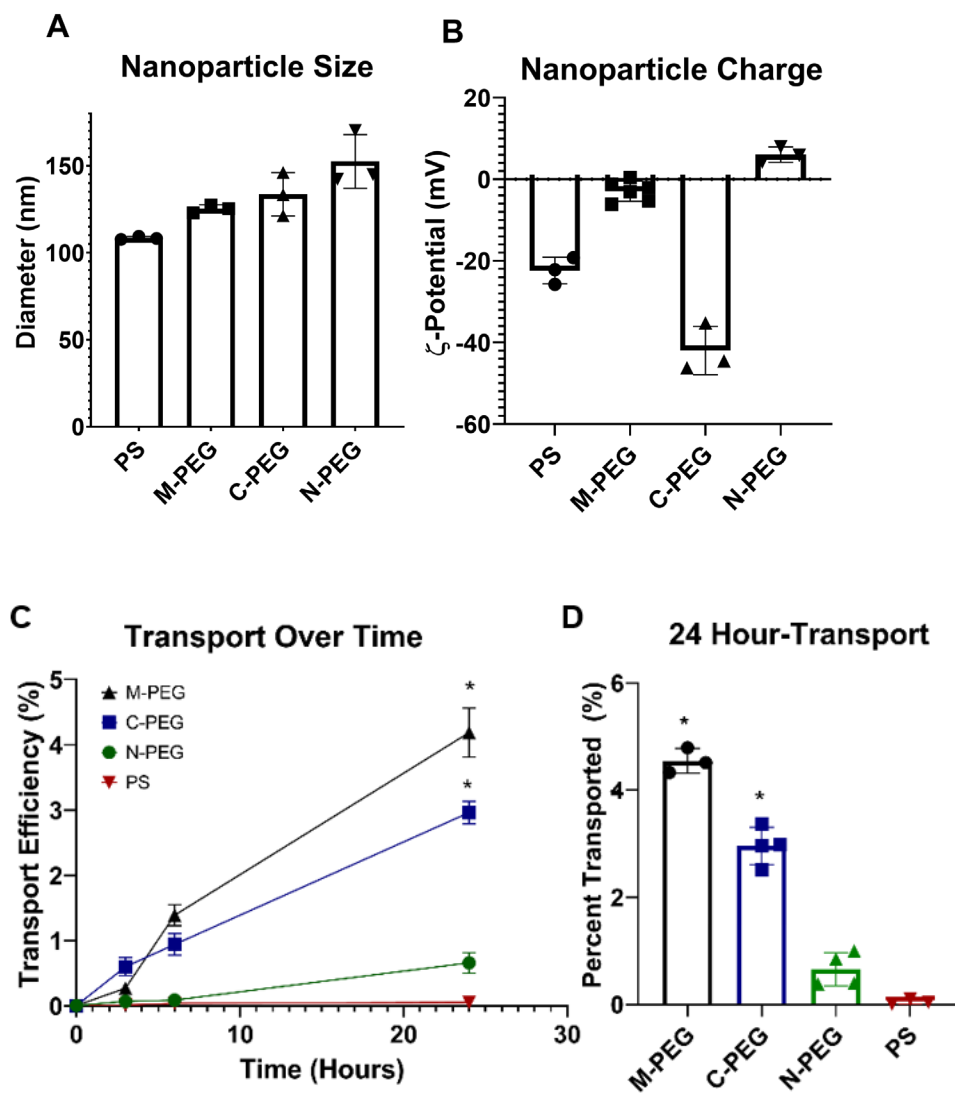 A
Nanoparticle Size
Diameter (nm)
150
100
50
0
PS
M-PEG
C-PEG
N-PEG
B
Nanoparticle Charge
ζ-Potential (mV)
20
0
-20
-40
-60
PS
M-PEG
C-PEG
N-PEG
C
Transport Over Time
Transport Efficiency (%)
5
4
3
2
1
0
M-PEG
C-PEG
N-PEG
PS
*
*
0 10 20 30
Time (Hours)
D
24 Hour-Transport
Percent Transported (%)
6
4
2
0
*
*
M-PEG
C-PEG
N-PEG
PS